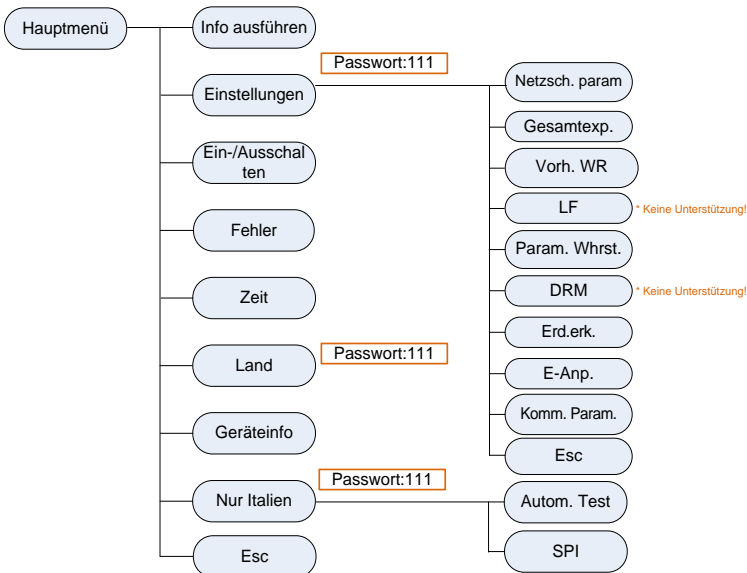 Hauptmenü
Info ausführen
Passwort:111
Einstellungen
Ein-/Ausschal
ten
Fehler
Zeit
Land
Passwort:111
Geräteinfo
Passwort:111
Nur Italien
Esc
Netzsch. param
Gesamtexp.
Vorh. WR
LF
* Keine Unterstützung!
Param. Whrst.
DRM
* Keine Unterstützung!
Erd.erk.
E-Anp.
Komm. Param.
Esc
Autom. Test
SPI